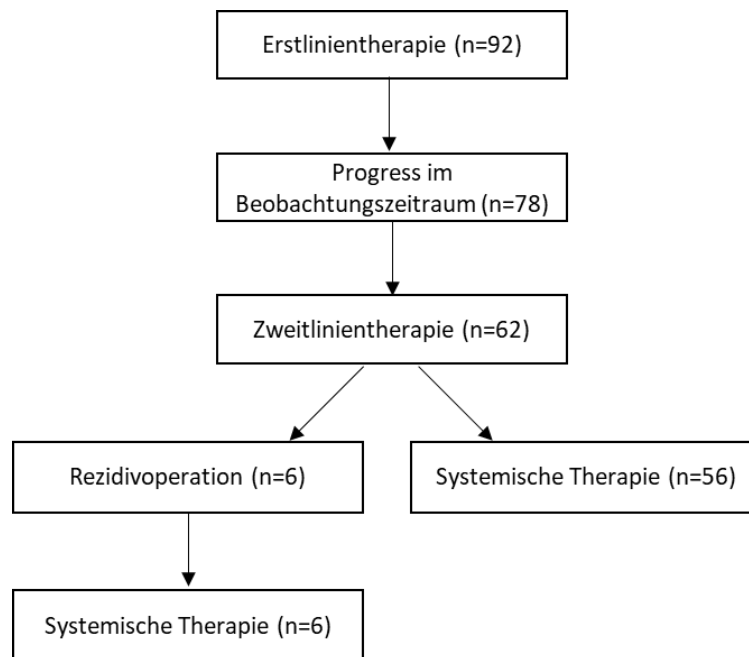 Erstlinientherapie (n=92)
Progress im
Beobachtungszeitraum (n=78)
Zweitlinientherapie (n=62)
Rezidivoperation (n=6)
Systemische Therapie (n=56)
Systemische Therapie (n=6)